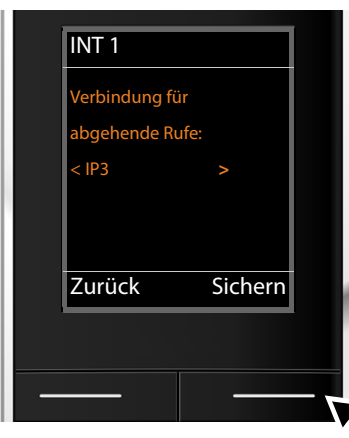 INT 1
Verbindung für
abgehende Rufe:
< IP3 >
Zurück Sichern